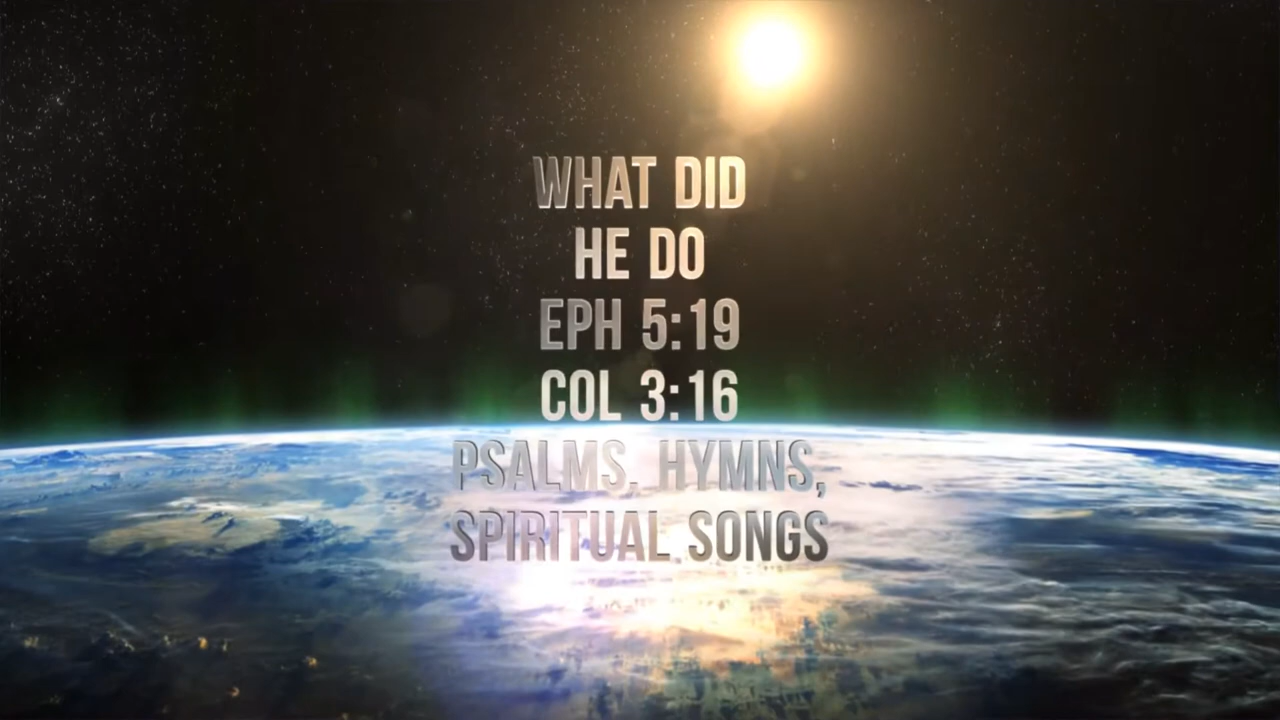 WHAT DID
HE DO
EPH 5:19
COL 3:16
PSALMS. HYMNS,
SPIRITUAL SONGS